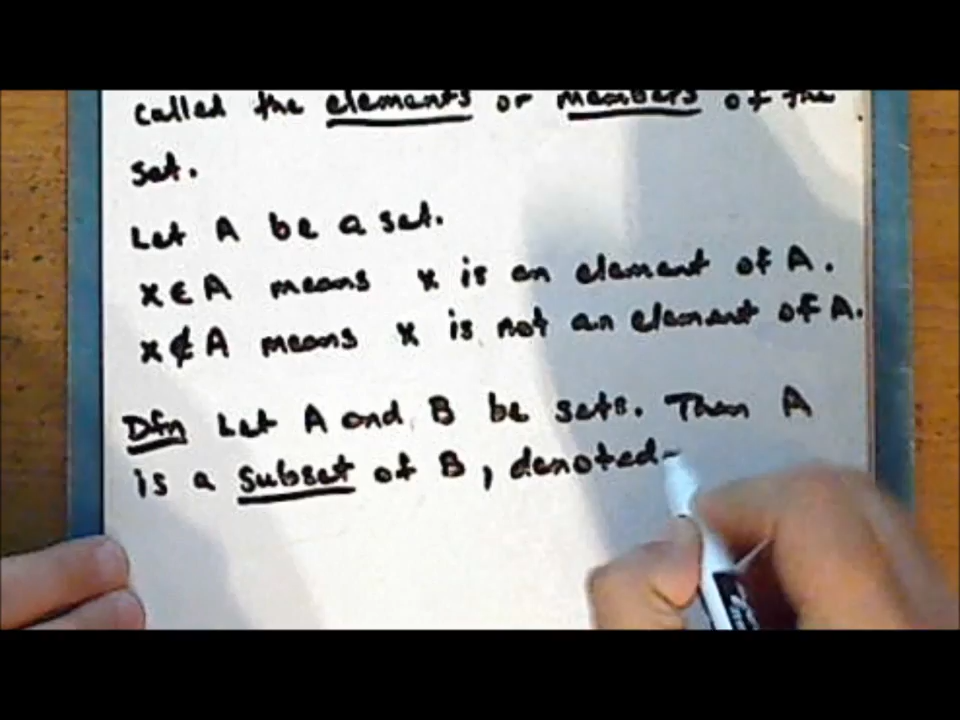 called the elements or members of the
set.
Let A be a set.
x ∈ A means x is an element of A.
x ∉ A means x is not an element of A.
Dfn Let A and B be sets. Then A
is a subset of B, denoted